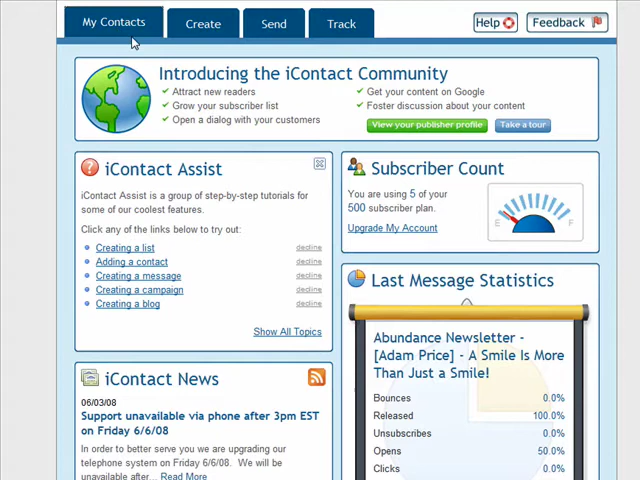 My Contacts
Create
Send
Track
Help
Feedback
Introducing the iContact Community
Attract new readers
Grow your subscriber list
Open a dialog with your customers
Get your content on Google
Foster discussion about your content
View your publisher profile
Take a tour
iContact Assist
iContact Assist is a group of step-by-step tutorials for
some of our coolest features.
Click any of the links below to try out:
Creating a list decline
Adding a contact decline
Creating a message decline
Creating a campaign decline
Creating a blog decline
Show All Topics
Subscriber Count
You are using 5 of your
500 subscriber plan.
Upgrade My Account
E F
Last Message Statistics
Abundance Newsletter -
[Adam Price] - A Smile Is More
Than Just a Smile!
Bounces 0.0%
Released 100.0%
Unsubscribes 0.0%
Opens 50.0%
Clicks 0.0%
iContact News
06/03/08
Support unavailable via phone after 3pm EST
on Friday 6/6/08
In order to better serve you we are upgrading our
telephone system on Friday 6/6/08. We will be
unavailable after... Read More